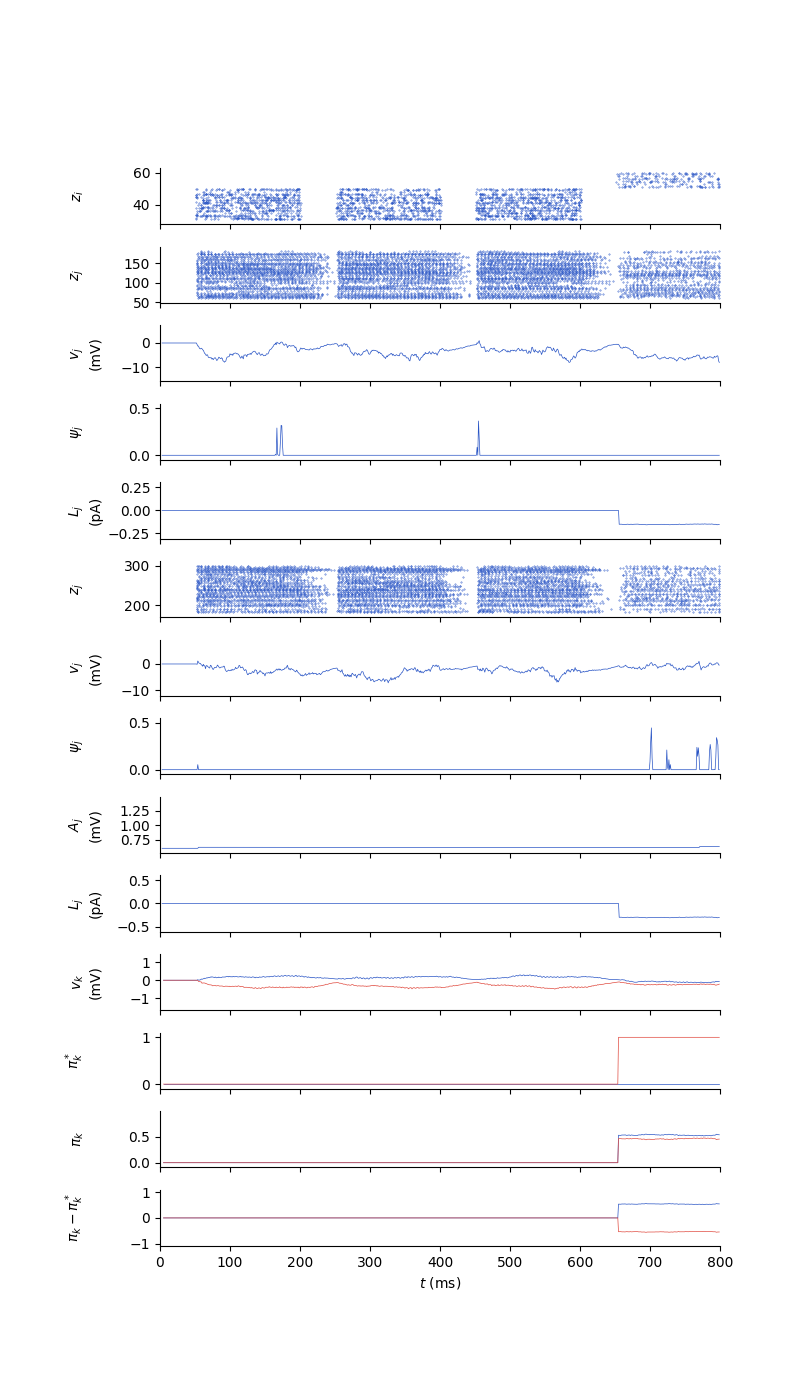 60
40
z_i
150
100
50
z_j
0
−10
v_j
(mV)
0.5
0.0
ψ_j
0.25
0.00
−0.25
L_j
(pA)
300
200
z_j
0
−10
v_j
(mV)
0.5
0.0
ψ_j
1.25
1.00
0.75
A_j
(mV)
0.5
0.0
−0.5
L_j
(pA)
1
0
−1
v_k
(mV)
1
0
π_k^*
0.5
0.0
π_k
1
0
−1
π_k − π_k^*
0 100 200 300 400 500 600 700 800
t (ms)